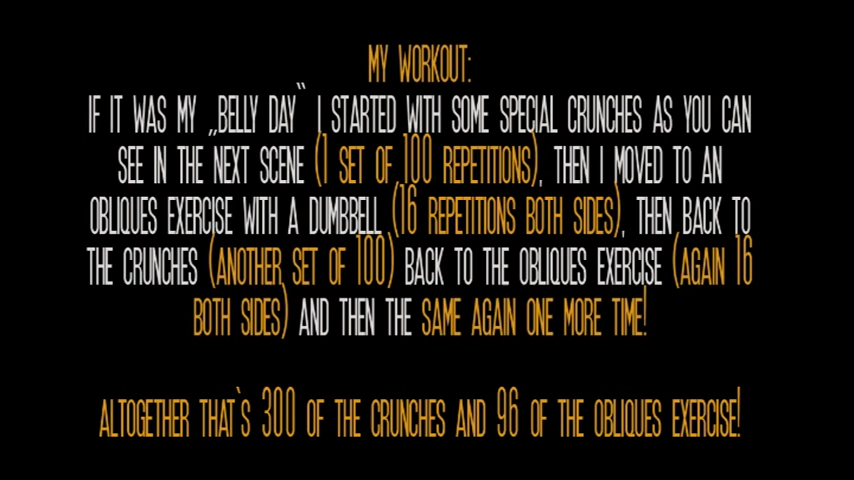 MY WORKOUT:
IF IT WAS MY „BELLY DAY“ I STARTED WITH SOME SPECIAL CRUNCHES AS YOU CAN
SEE IN THE NEXT SCENE (1 SET OF 100 REPETITIONS), THEN I MOVED TO AN
OBLIQUES EXERCISE WITH A DUMBBELL (16 REPETITIONS BOTH SIDES), THEN BACK TO
THE CRUNCHES (ANOTHER SET OF 100) BACK TO THE OBLIQUES EXERCISE (AGAIN 16
BOTH SIDES) AND THEN THE SAME AGAIN ONE MORE TIME!
ALTOGETHER THAT`S 300 OF THE CRUNCHES AND 96 OF THE OBLIQUES EXERCISE!